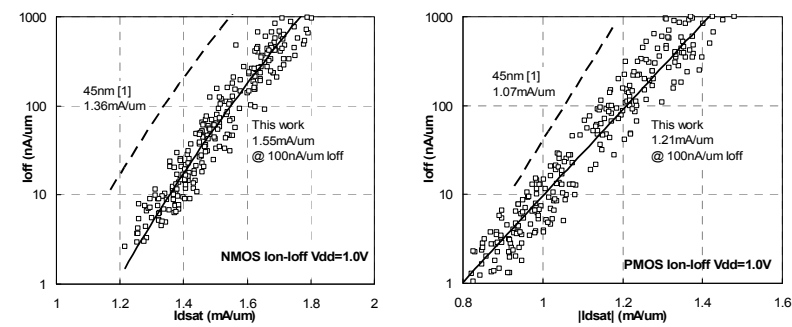 1000
100
10
1
Ioff (nA/um)
45nm [1]
1.36mA/um
This work
1.55mA/um
@ 100nA/um Ioff
NMOS Ion-Ioff Vdd=1.0V
1 1.2 1.4 1.6 1.8 2
Idsat (mA/um)
1000
100
10
1
Ioff (nA/um)
45nm [1]
1.07mA/um
This work
1.21mA/um
@ 100nA/um Ioff
PMOS Ion-Ioff Vdd=1.0V
0.8 1 1.2 1.4 1.6
|Idsat| (mA/um)